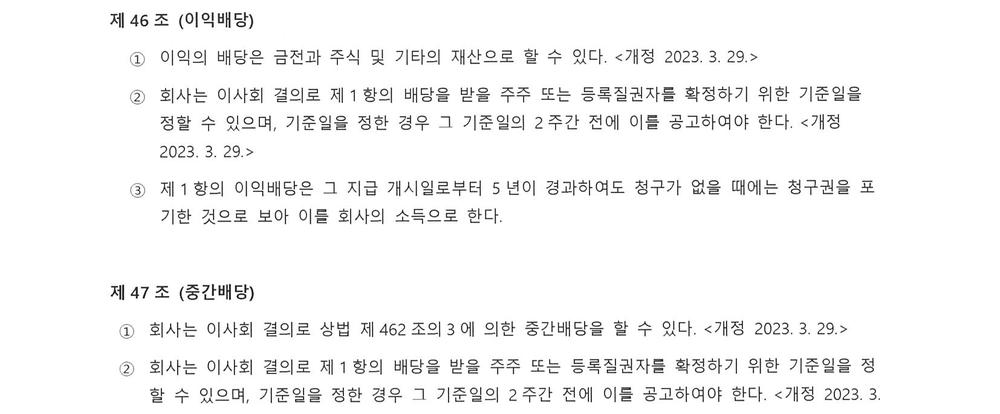 제 46 조 (이익배당)
① 이익의 배당은 금전과 주식 및 기타의 재산으로 할 수 있다. <개정 2023. 3. 29.>
② 회사는 이사회 결의로 제 1 항의 배당을 받을 주주 또는 등록질권자를 확정하기 위한 기준일을
정할 수 있으며, 기준일을 정한 경우 그 기준일의 2 주간 전에 이를 공고하여야 한다. <개정
2023. 3. 29.>
③ 제 1 항의 이익배당은 그 지급 개시일로부터 5 년이 경과하여도 청구가 없을 때에는 청구권을 포
기한 것으로 보아 이를 회사의 소득으로 한다.
제 47 조 (중간배당)
① 회사는 이사회 결의로 상법 제 462 조의 3 에 의한 중간배당을 할 수 있다. <개정 2023. 3. 29.>
② 회사는 이사회 결의로 제 1 항의 배당을 받을 주주 또는 등록질권자를 확정하기 위한 기준일을 정
할 수 있으며, 기준일을 정한 경우 그 기준일의 2 주간 전에 이를 공고하여야 한다. <개정 2023. 3.